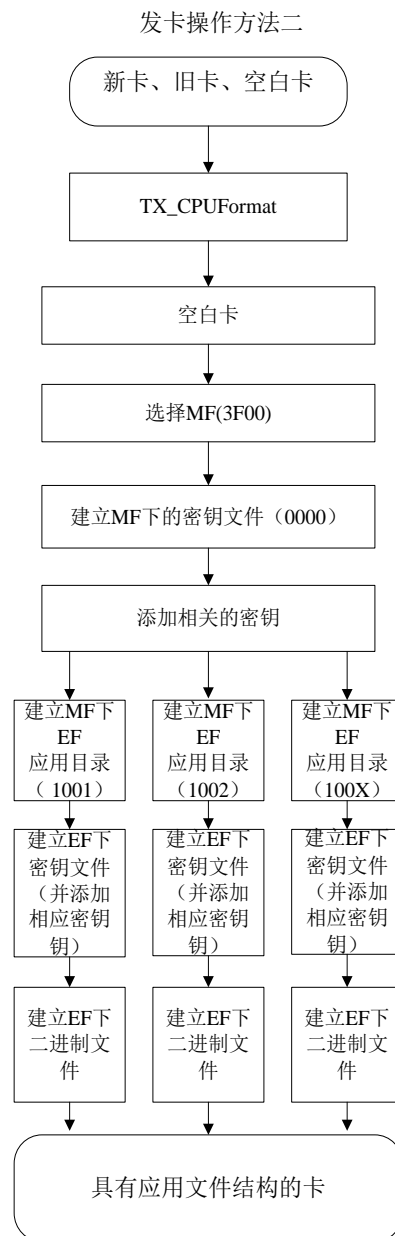 发卡操作方法二
新卡、旧卡、空白卡
TX_CPUFormat
空白卡
选择MF(3F00)
建立MF下的密钥文件（0000）
添加相关的密钥
建立MF下
EF
应用目录
（ 1001）
建立MF下
EF
应用目录
（1002）
建立MF下
EF
应用目录
（100X）
建立EF下
密钥文件
（并添加
相应密钥
钥）
建立EF下
密钥文件
（并添加
相应密钥
钥）
建立EF下
密钥文件
（并添加
相应密钥
钥）
建立EF下
二进制文
件
建立EF下
二进制文
件
建立EF下
二进制文
件
具有应用文件结构的卡